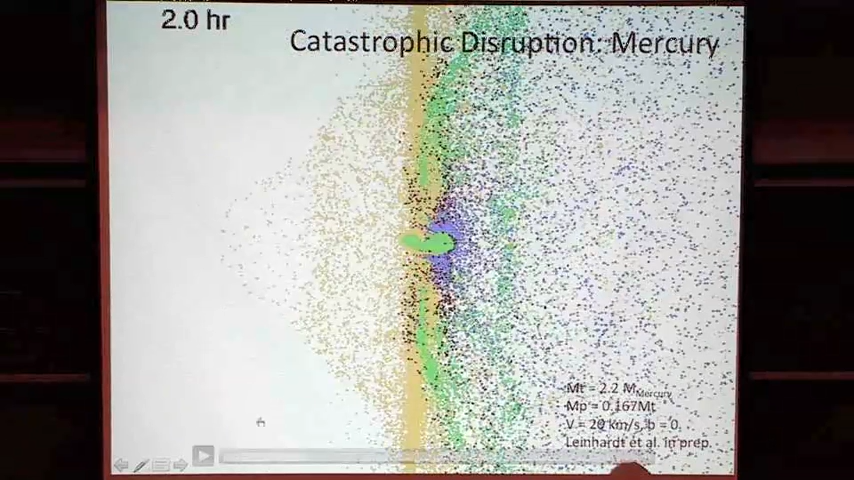 2.0 hr
Catastrophic Disruption: Mercury
Mt = 2.2 MMercury
Mp = 0.167Mt
V = 20 km/s, b = 0.
Leinhardt et al. in prep.